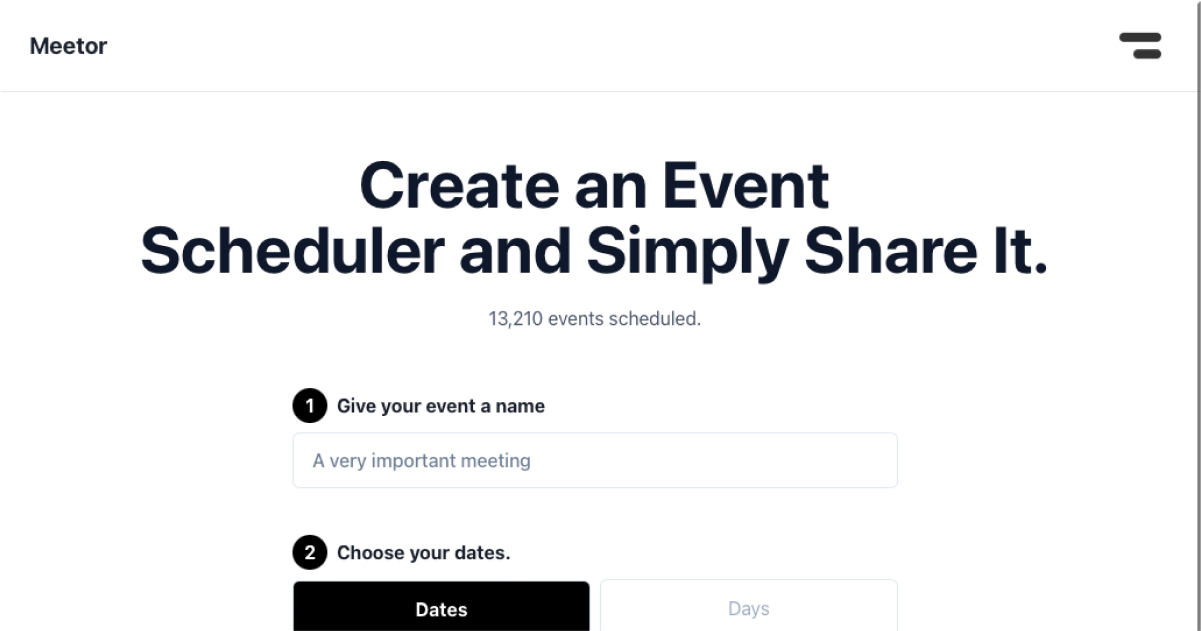 Meetor
Create an Event
Scheduler and Simply Share It.
13,210 events scheduled.
1 Give your event a name
A very important meeting
2 Choose your dates.
Dates
Days